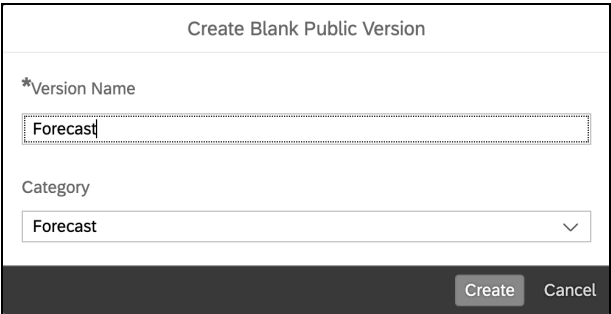 Create Blank Public Version
*Version Name
Forecast
Category
Forecast
Create Cancel